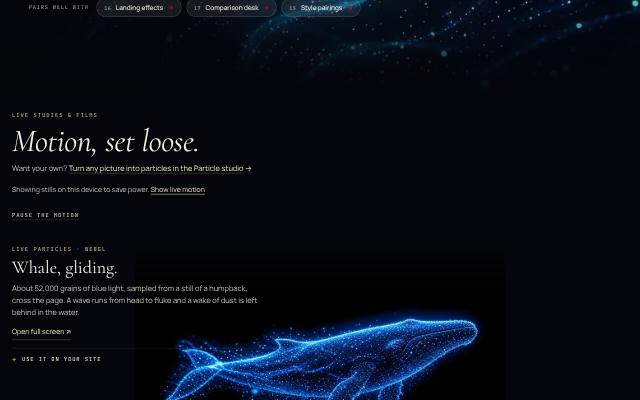 PAIRS WELL WITH
16 Landing effects
17 Comparison desk
15 Style pairings
LIVE STUDIES & FILMS
Motion, set loose.
Want your own? Turn any picture into particles in the Particle studio →
Showing stills on this device to save power. Show live motion
PAUSE THE MOTION
LIVE PARTICLES · NEBEL
Whale, gliding.
About 52,000 grains of blue light, sampled from a still of a humpback,
cross the page. A wave runs from head to fluke and a wake of dust is left
behind in the water.
Open full screen ↗
+ USE IT ON YOUR SITE